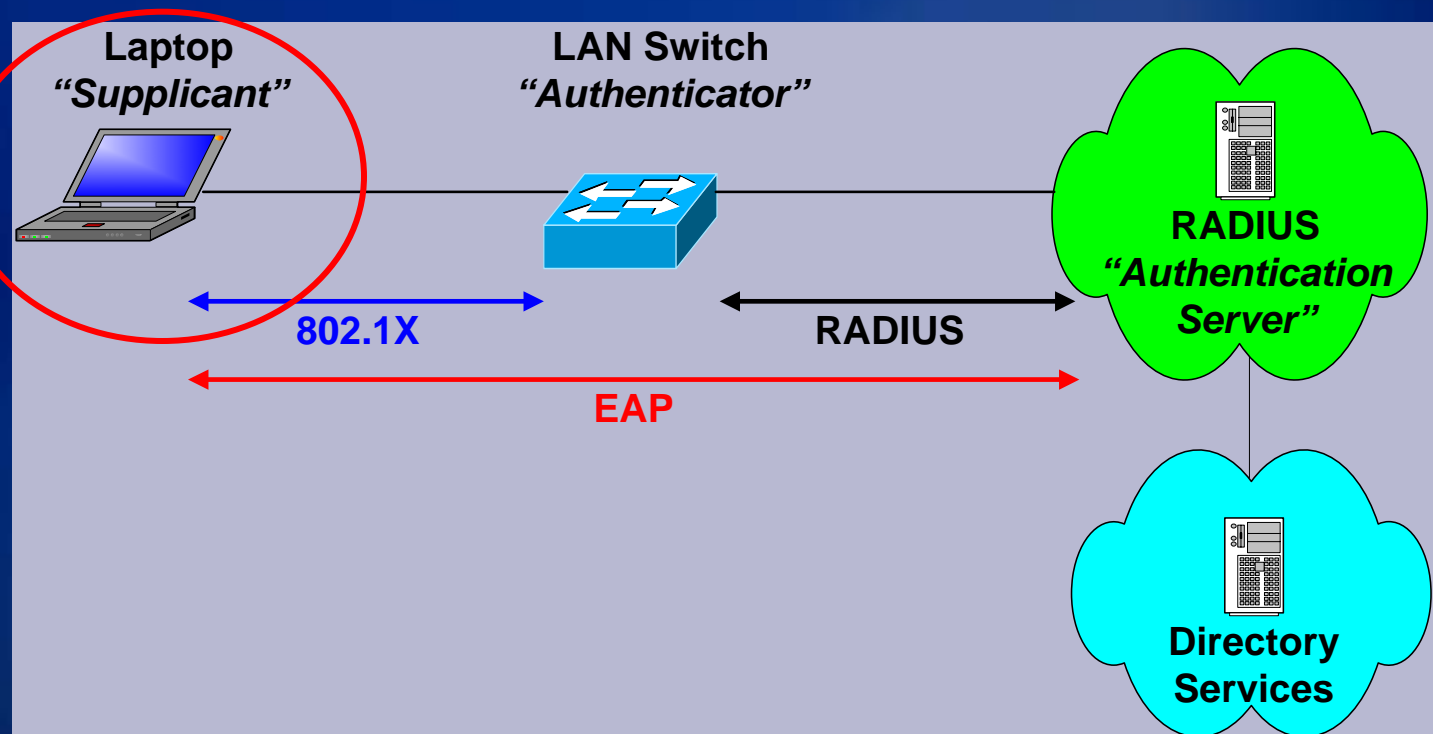 Laptop
“Supplicant”
LAN Switch
“Authenticator”
RADIUS
“Authentication
Server”
802.1X
RADIUS
EAP
Directory
Services